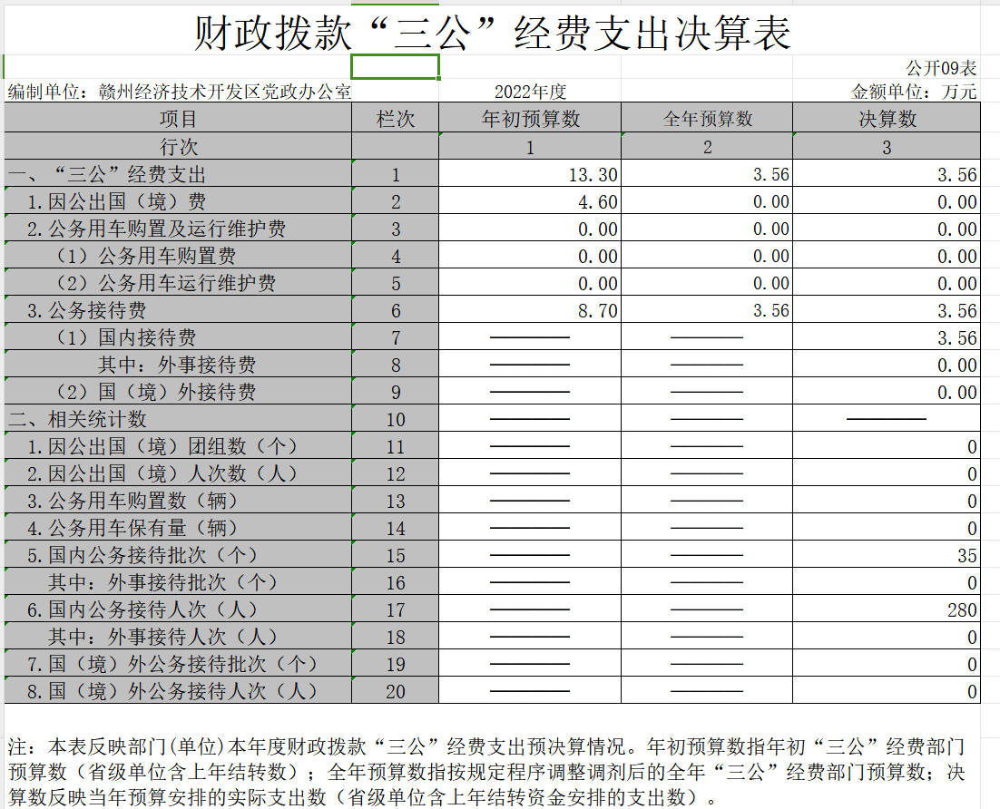 财政拨款“三公”经费支出决算表
公开09表
编制单位：赣州经济技术开发区党政办公室 2022年度 金额单位：万元
项目 栏次 年初预算数 全年预算数 决算数
行次 1 2 3
一、“三公”经费支出 1 13.30 3.56 3.56
1.因公出国（境）费 2 4.60 0.00 0.00
2.公务用车购置及运行维护费 3 0.00 0.00 0.00
（1）公务用车购置费 4 0.00 0.00 0.00
（2）公务用车运行维护费 5 0.00 0.00 0.00
3.公务接待费 6 8.70 3.56 3.56
（1）国内接待费 7 ———— ———— 3.56
其中：外事接待费 8 ———— ———— 0.00
（2）国（境）外接待费 9 ———— ———— 0.00
二、相关统计数 10 ———— ———— ————
1.因公出国（境）团组数（个） 11 ———— ———— 0
2.因公出国（境）人次数（人） 12 ———— ———— 0
3.公务用车购置数（辆） 13 ———— ———— 0
4.公务用车保有量（辆） 14 ———— ———— 0
5.国内公务接待批次（个） 15 ———— ———— 35
其中：外事接待批次（个） 16 ———— ———— 0
6.国内公务接待人次（人） 17 ———— ———— 280
其中：外事接待人次（人） 18 ———— ———— 0
7.国（境）外公务接待批次（个） 19 ———— ———— 0
8.国（境）外公务接待人次（人） 20 ———— ———— 0
注：本表反映部门(单位)本年度财政拨款“三公”经费支出预决算情况。年初预算数指年初“三公”经费部门
预算数（省级单位含上年结转数）；全年预算数指按规定程序调整调剂后的全年“三公”经费部门预算数；决
算数反映当年预算安排的实际支出数（省级单位含上年结转资金安排的支出数）。